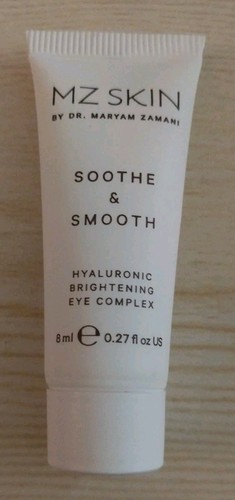 MZ SKIN
BY DR. MARYAM ZAMANI
SOOTHE
&
SMOOTH
HYALURONIC
BRIGHTENING
EYE COMPLEX
8ml ℮ 0.27 fl oz US